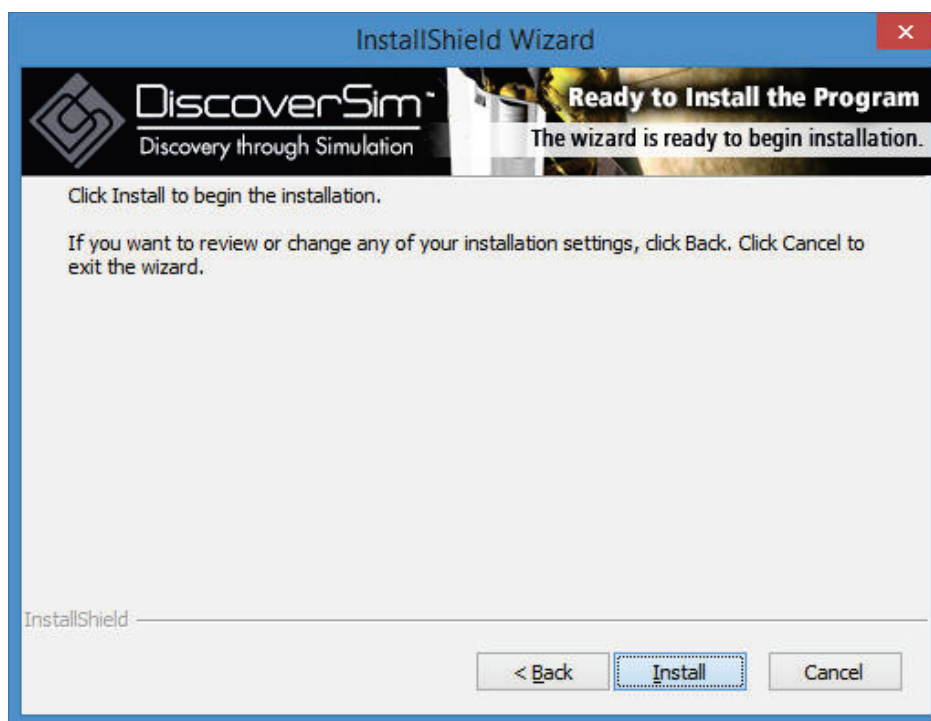 InstallShield Wizard
DiscoverSim™
Discovery through Simulation
Ready to Install the Program
The wizard is ready to begin installation.
Click Install to begin the installation.
If you want to review or change any of your installation settings, click Back. Click Cancel to
exit the wizard.
InstallShield
< Back
Install
Cancel